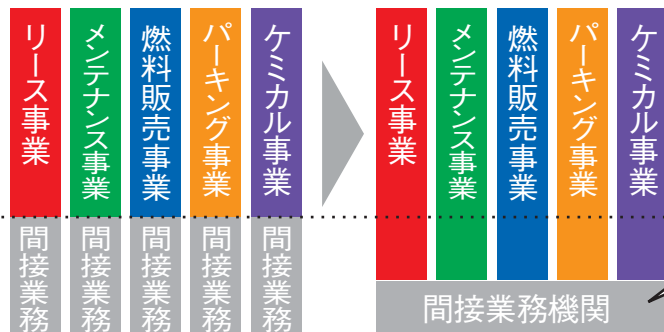 リース事業
メンテナンス事業
燃料販売事業
パーキング事業
ケミカル事業
間接業務
間接業務
間接業務
間接業務
間接業務
リース事業
メンテナンス事業
燃料販売事業
パーキング事業
ケミカル事業
間接業務機関